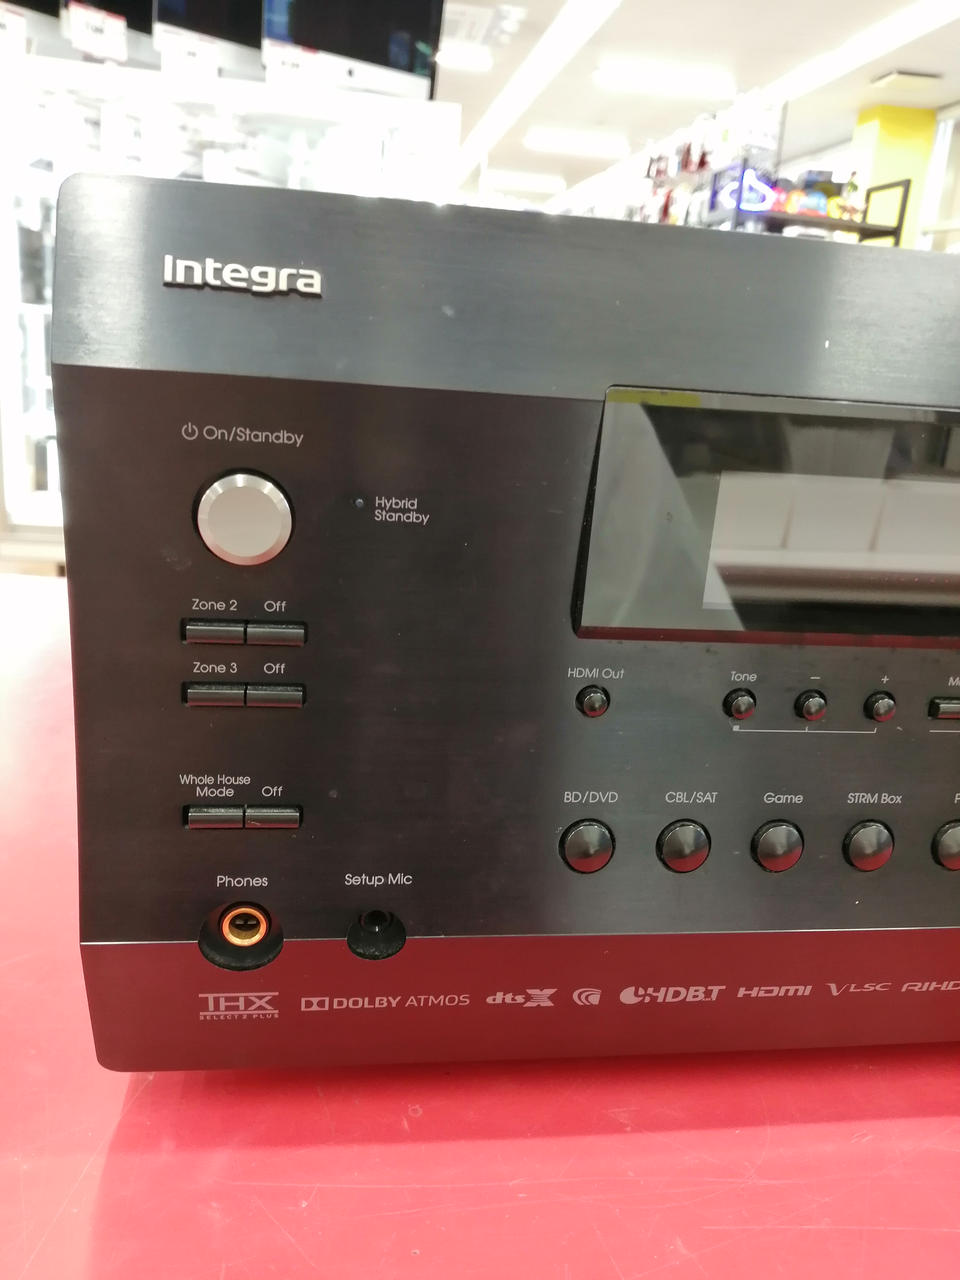 Integra
On/Standby
Hybrid
Standby
Zone 2 Off
Zone 3 Off
HDMI Out Tone − +
Whole House
Mode Off
BD/DVD CBL/SAT Game STRM Box
Phones Setup Mic
THX
SELECT 2 PLUS
DOLBY ATMOS dts X HDBT HDMI VLSC RIHD